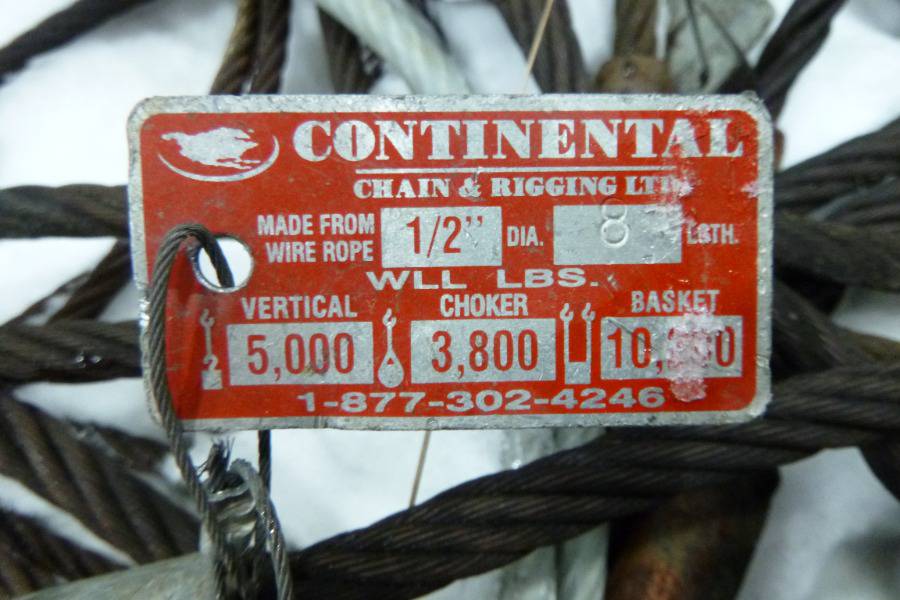 CONTINENTAL
CHAIN & RIGGING LTD.
MADE FROM WIRE ROPE 1/2" DIA. 8 LGTH.
WLL LBS.
VERTICAL CHOKER BASKET
5,000 3,800
1-877-302-4246